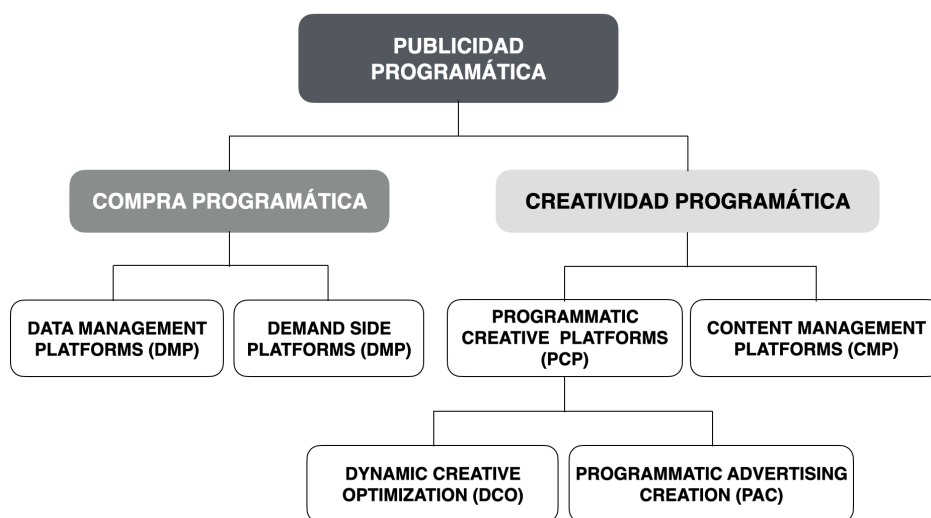 PUBLICIDAD
PROGRAMÁTICA
COMPRA PROGRAMÁTICA
CREATIVIDAD PROGRAMÁTICA
DATA MANAGEMENT
PLATFORMS (DMP)
DEMAND SIDE
PLATFORMS (DMP)
PROGRAMMATIC
CREATIVE PLATFORMS
(PCP)
CONTENT MANAGEMENT
PLATFORMS (CMP)
DYNAMIC CREATIVE
OPTIMIZATION (DCO)
PROGRAMMATIC ADVERTISING
CREATION (PAC)